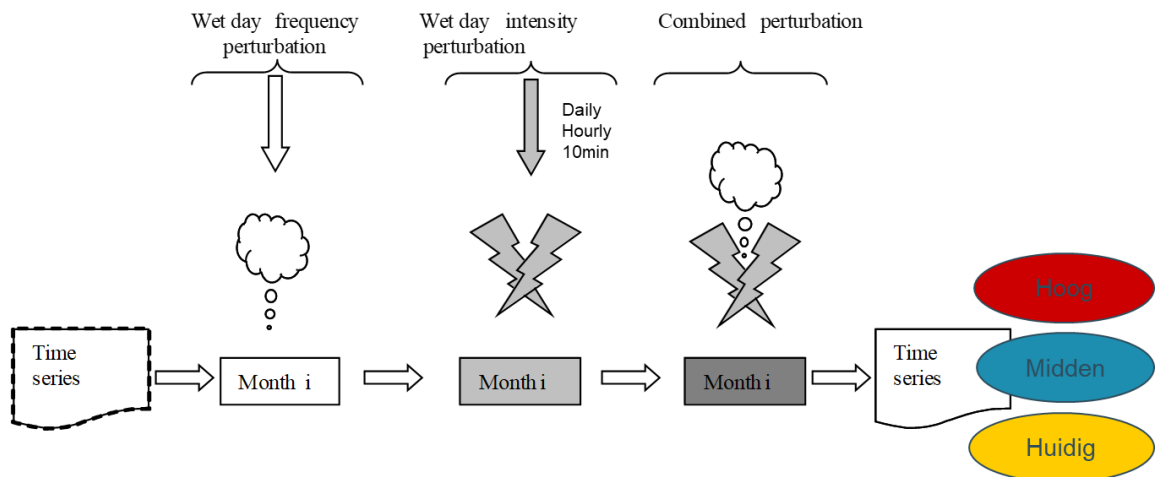 Wet day frequency
perturbation
Wet day intensity
perturbation
Combined perturbation
Daily
Hourly
10min
Time
series
Month i
Month i
Month i
Time
series
Hoog
Midden
Huidig